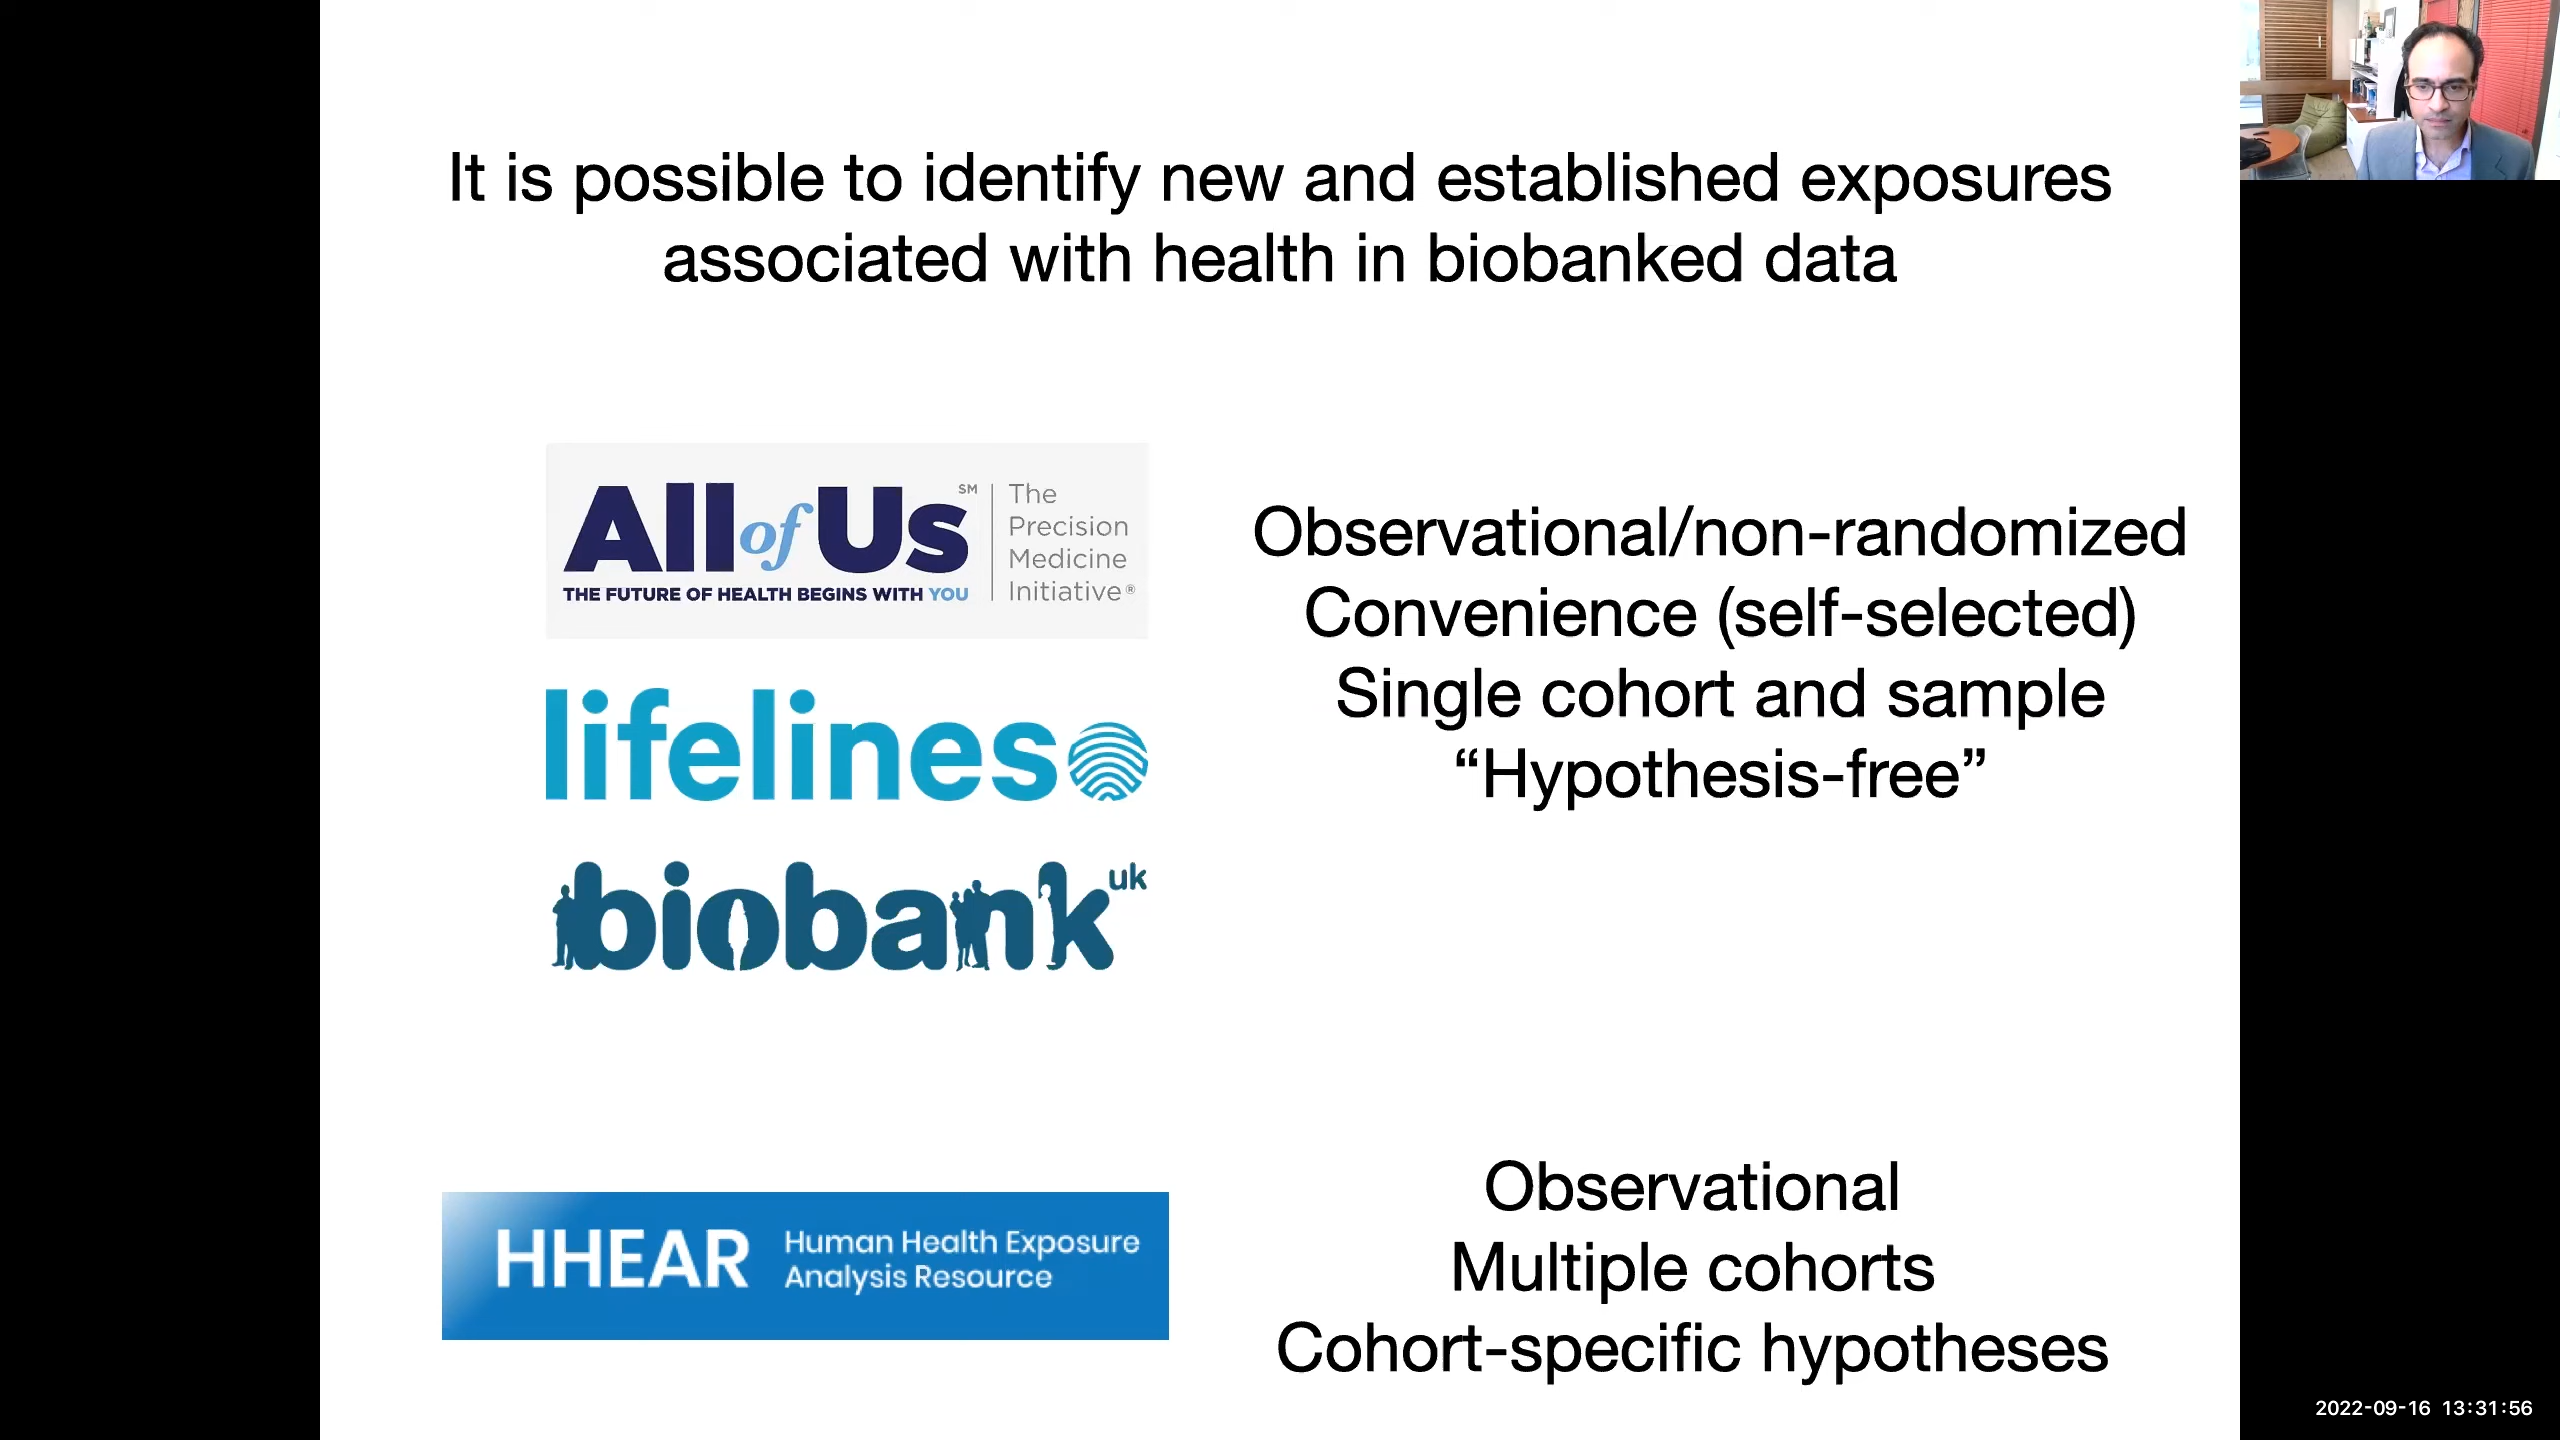 It is possible to identify new and established exposures
associated with health in biobanked data
All of Us SM
THE FUTURE OF HEALTH BEGINS WITH YOU
The
Precision
Medicine
Initiative®
lifelines
biobank uk
Observational/non-randomized
Convenience (self-selected)
Single cohort and sample
“Hypothesis-free”
HHEAR
Human Health Exposure
Analysis Resource
Observational
Multiple cohorts
Cohort-specific hypotheses
2022-09-16 13:31:56